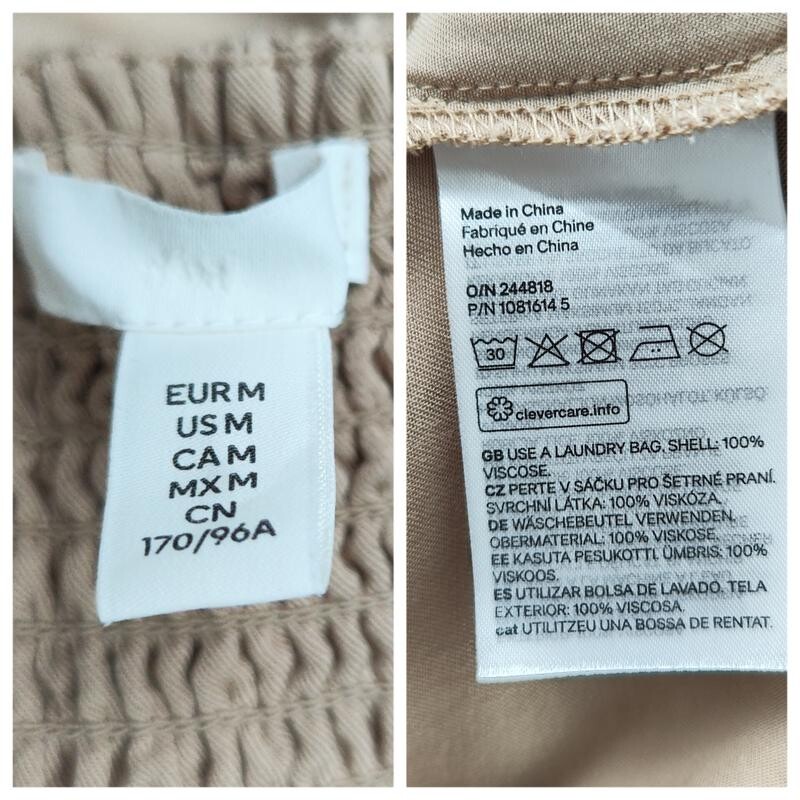 EUR M
US M
CA M
MX M
CN
170/96A
Made in China
Fabriqué en Chine
Hecho en China
O/N 244818
P/N 1081614 5
30
clevercare.info
GB USE A LAUNDRY BAG. SHELL: 100%
VISCOSE.
CZ PERTE V SÁČKU PRO ŠETRNÉ PRANÍ.
SVRCHNÍ LÁTKA: 100% VISKÓZA.
DE WÄSCHEBEUTEL VERWENDEN.
OBERMATERIAL: 100% VISKOSE.
EE KASUTA PESUKOTTI. ÜMBRIS: 100%
VISKOOS.
ES UTILIZAR BOLSA DE LAVADO. TELA
EXTERIOR: 100% VISCOSA.
cat UTILITZEU UNA BOSSA DE RENTAT.